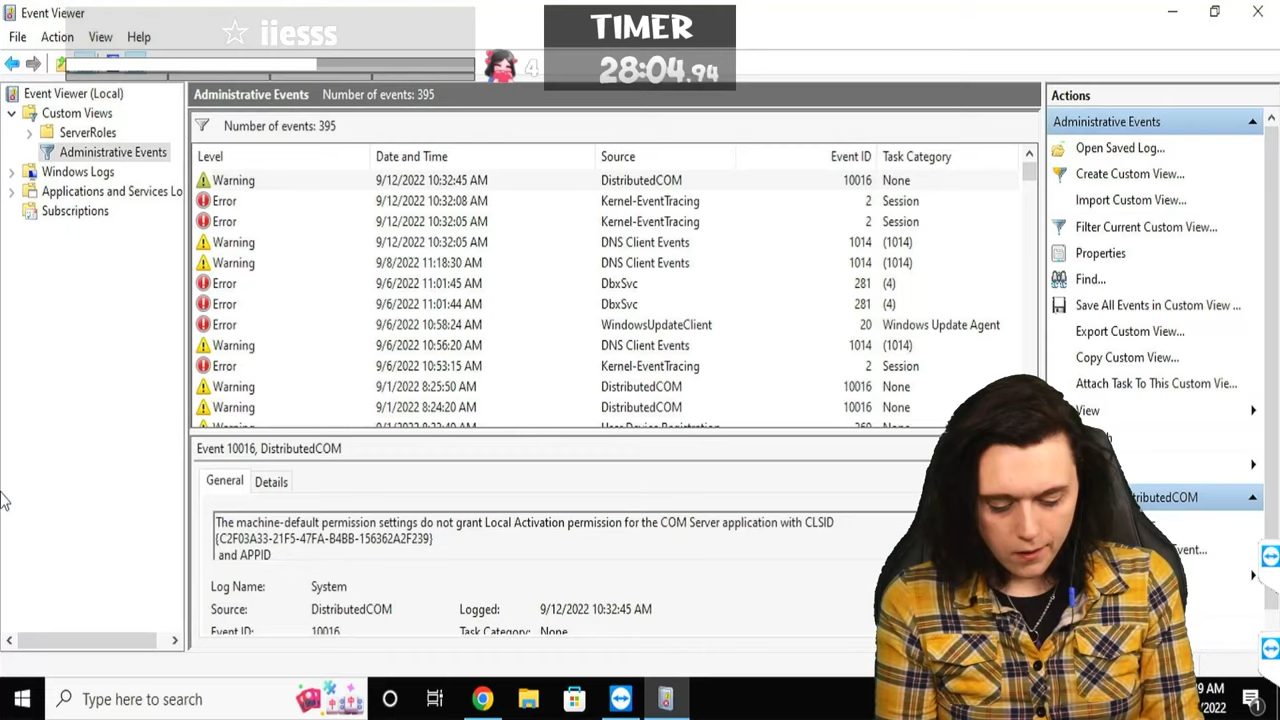 Event Viewer
☆ iiesss
TIMER
28:04.94
4
File Action View Help
Event Viewer (Local)
Custom Views
ServerRoles
Administrative Events
Windows Logs
Applications and Services Lo
Subscriptions
Administrative Events Number of events: 395
Number of events: 395
Level Date and Time Source Event ID Task Category
Warning 9/12/2022 10:32:45 AM DistributedCOM 10016 None
Error 9/12/2022 10:32:08 AM Kernel-EventTracing 2 Session
Error 9/12/2022 10:32:05 AM Kernel-EventTracing 2 Session
Warning 9/12/2022 10:32:05 AM DNS Client Events 1014 (1014)
Warning 9/8/2022 11:18:30 AM DNS Client Events 1014 (1014)
Error 9/6/2022 11:01:45 AM DbxSvc 281 (4)
Error 9/6/2022 11:01:44 AM DbxSvc 281 (4)
Error 9/6/2022 10:58:24 AM WindowsUpdateClient 20 Windows Update Agent
Warning 9/6/2022 10:56:20 AM DNS Client Events 1014 (1014)
Error 9/6/2022 10:53:15 AM Kernel-EventTracing 2 Session
Warning 9/1/2022 8:25:50 AM DistributedCOM 10016 None
Warning 9/1/2022 8:24:20 AM DistributedCOM 10016 None
Event 10016, DistributedCOM
General Details
The machine-default permission settings do not grant Local Activation permission for the COM Server application with CLSID
{C2F03A33-21F5-47FA-B4BB-156362A2F239}
and APPID
Log Name: System
Source: DistributedCOM Logged: 9/12/2022 10:32:45 AM
Event ID: 10016 Task Category: None
Actions
Administrative Events
Open Saved Log...
Create Custom View...
Import Custom View...
Filter Current Custom View...
Properties
Find...
Save All Events in Custom View ...
Export Custom View...
Copy Custom View...
Attach Task To This Custom Vie...
View
Type here to search